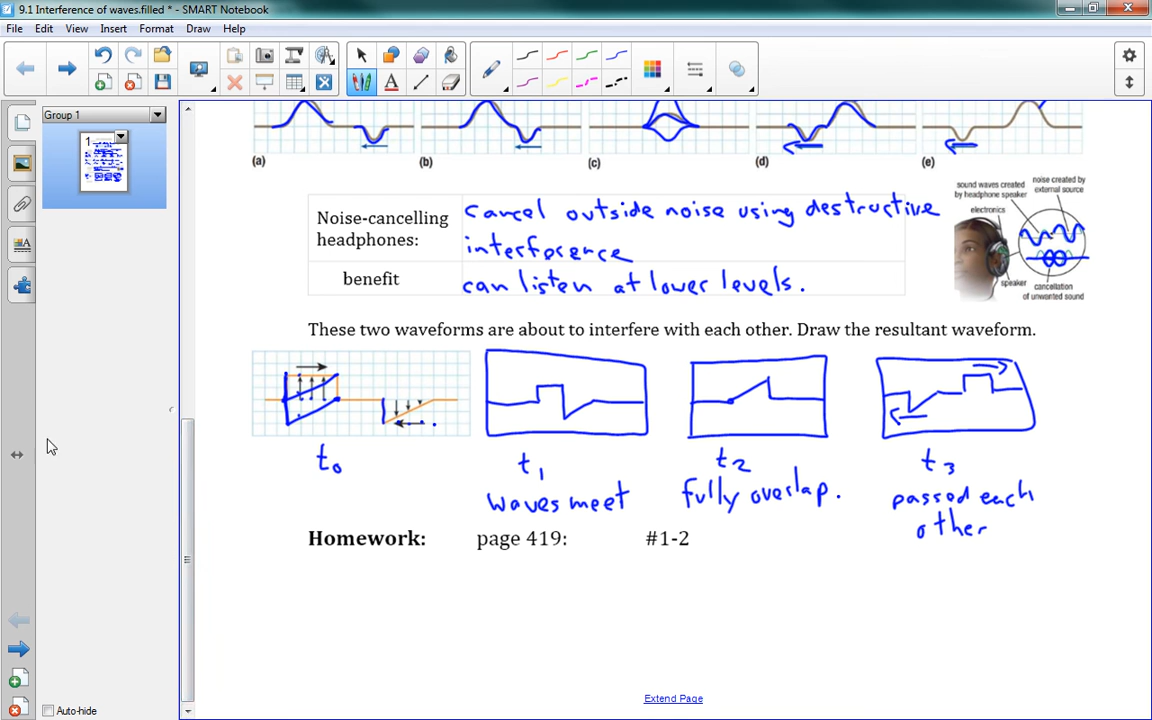 9.1 Interference of waves.filled * - SMART Notebook
File Edit View Insert Format Draw Help
Group 1
1
(a) (b) (c) (d) (e)
Noise-cancelling headphones:
cancel outside noise using destructive
interference
benefit
can listen at lower levels.
sound waves created by headphone speaker
noise created by external source
electronics
speaker
cancellation of unwanted sound
These two waveforms are about to interfere with each other. Draw the resultant waveform.
t0 t1 t2 t3
waves meet
fully overlap.
passed each
other
Homework: page 419: #1-2
Extend Page
Auto-hide